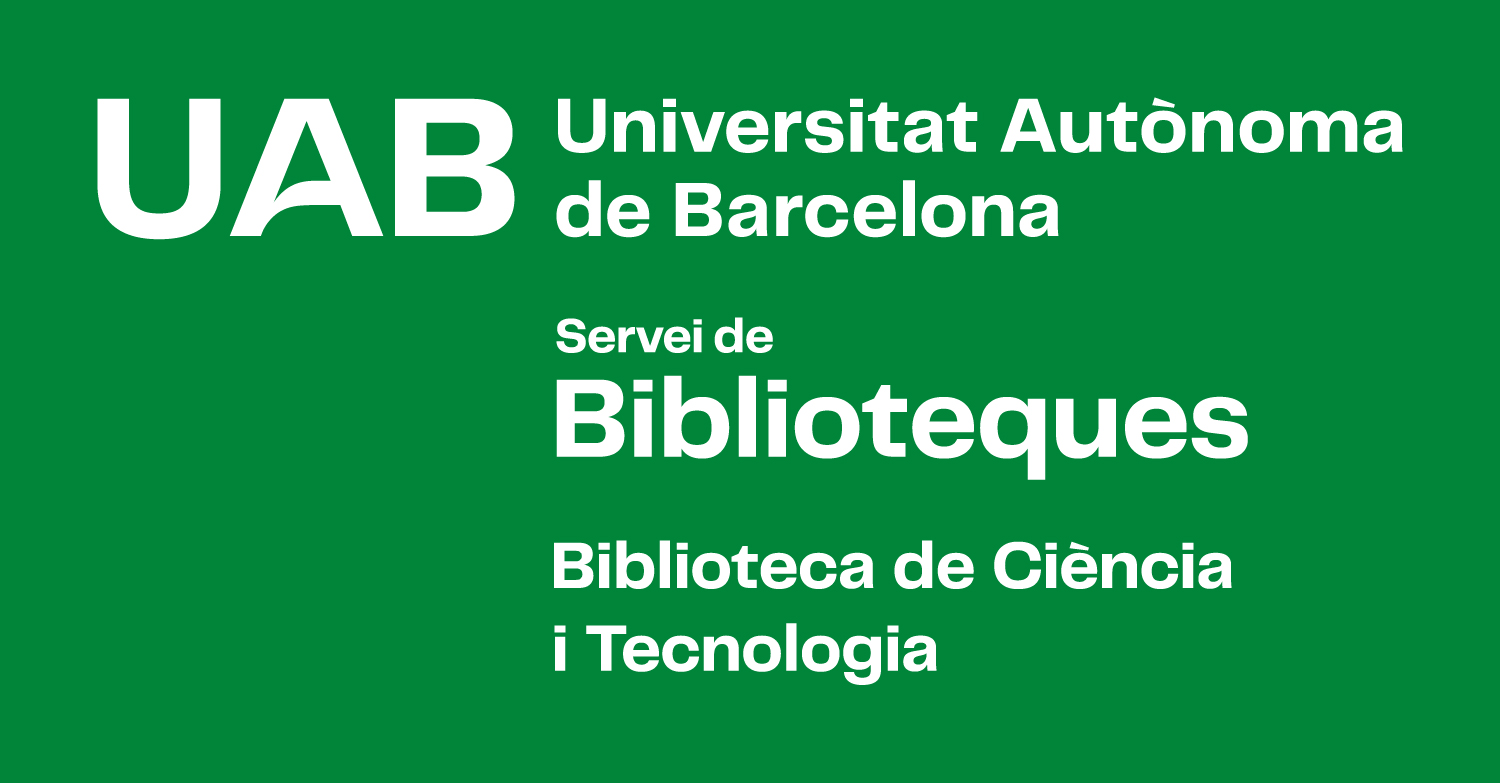 UAB Universitat Autònoma
de Barcelona
Servei de
Biblioteques
Biblioteca de Ciència
i Tecnologia